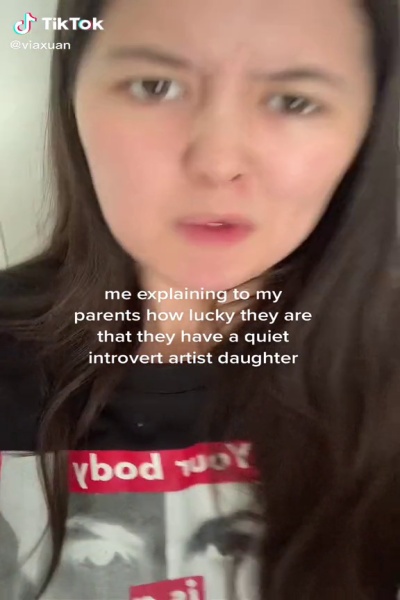 TikTok
@viaxuan
me explaining to my
parents how lucky they are
that they have a quiet
introvert artist daughter
Your body
is a